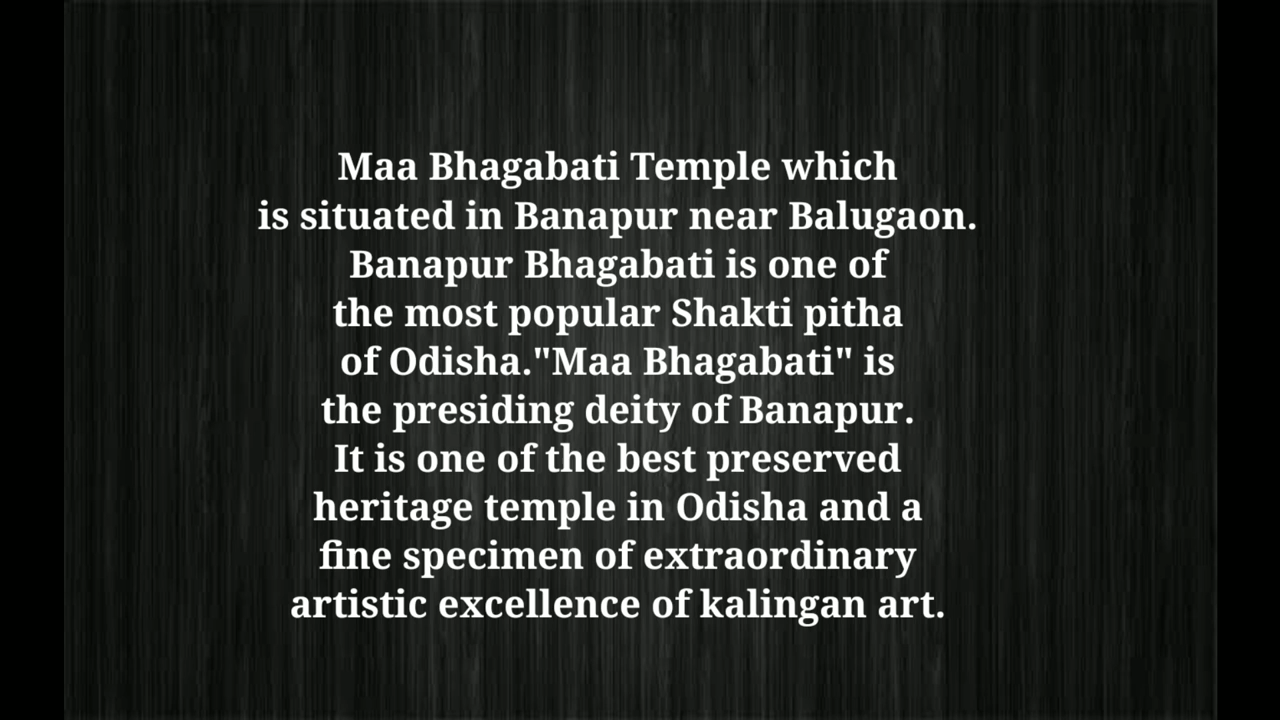 Maa Bhagabati Temple which
is situated in Banapur near Balugaon.
Banapur Bhagabati is one of
the most popular Shakti pitha
of Odisha."Maa Bhagabati" is
the presiding deity of Banapur.
It is one of the best preserved
heritage temple in Odisha and a
fine specimen of extraordinary
artistic excellence of kalingan art.